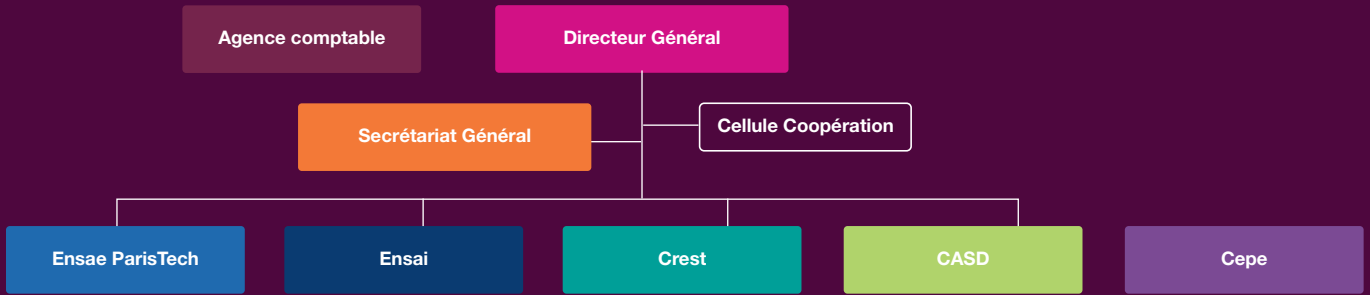 Agence comptable
Directeur Général
Secrétariat Général
Cellule Coopération
Ensae ParisTech
Ensai
Crest
CASD
Cepe